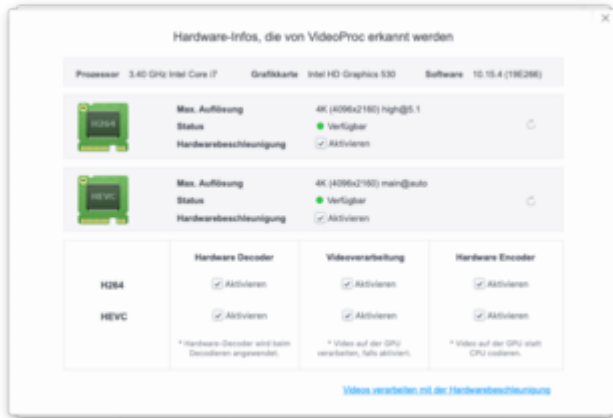 Hardware-Infos, die von VideoProc erkannt werden
Prozessor 3.40 GHz Intel Core i7 Grafikkarte Intel HD Graphics 530 Software 10.15.4 (19E266)
H264
Max. Auflösung 4K (4096x2160) high@5.1
Status Verfügbar
Hardwarebeschleunigung Aktivieren
HEVC
Max. Auflösung 4K (4096x2160) main@auto
Status Verfügbar
Hardwarebeschleunigung Aktivieren
Hardware Decoder Videoverarbeitung Hardware Encoder
H264 Aktivieren Aktivieren Aktivieren
HEVC Aktivieren Aktivieren Aktivieren
* Hardware-Decoder wird beim * Video auf der GPU * Video auf der GPU statt
Decodieren angewendet. verarbeiten, falls aktiviert. CPU codieren.
Videos verarbeiten mit der Hardwarebeschleunigung